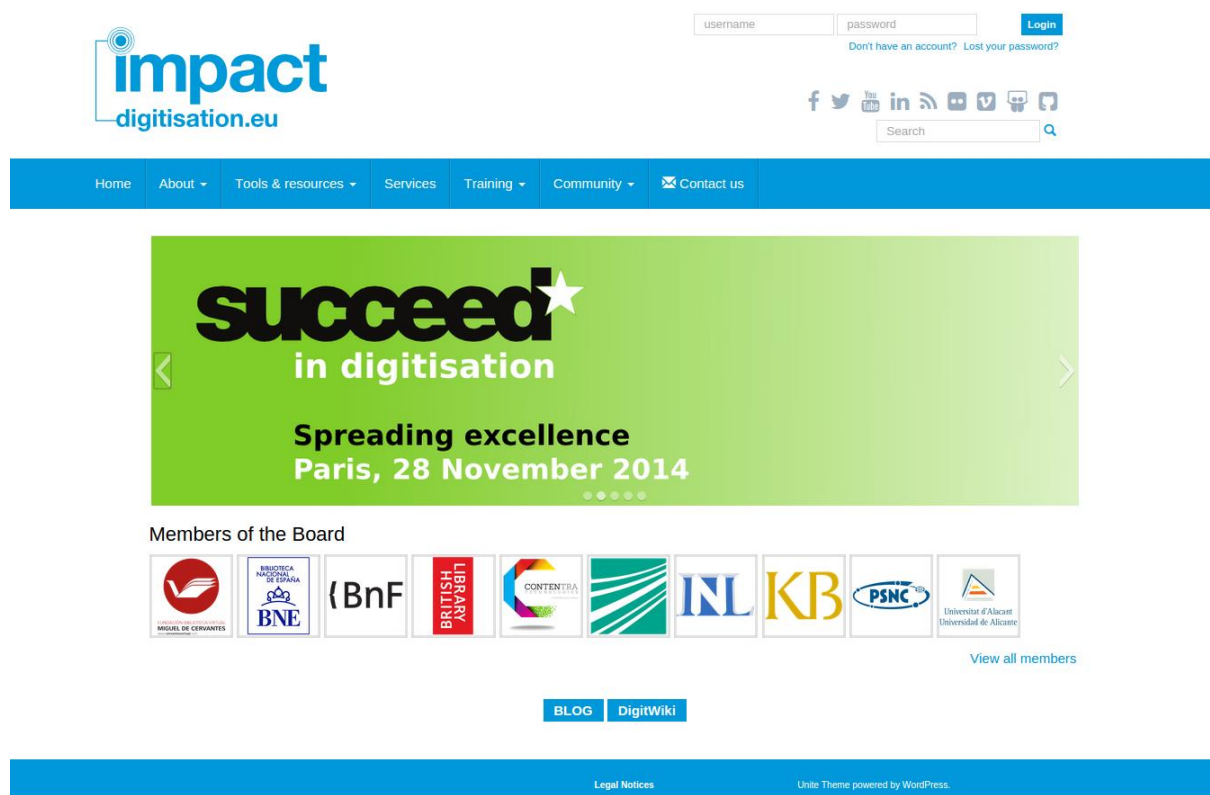 username password Login
Don't have an account? Lost your password?
impact
digitisation.eu
You
Tube
in
Search
Home About Tools & resources Services Training Community Contact us
succeed
in digitisation
Spreading excellence
Paris, 28 November 2014
Members of the Board
MIGUEL DE CERVANTES
BIBLIOTECA
NACIONAL
DE ESPAÑA
BNE
(BnF
BRITISH
LIBRARY
CONTENTRA
INL
KB
PSNC
Universitat d'Alacant
Universidad de Alicante
View all members
BLOG DigitWiki
Legal Notices Unite Theme powered by WordPress.